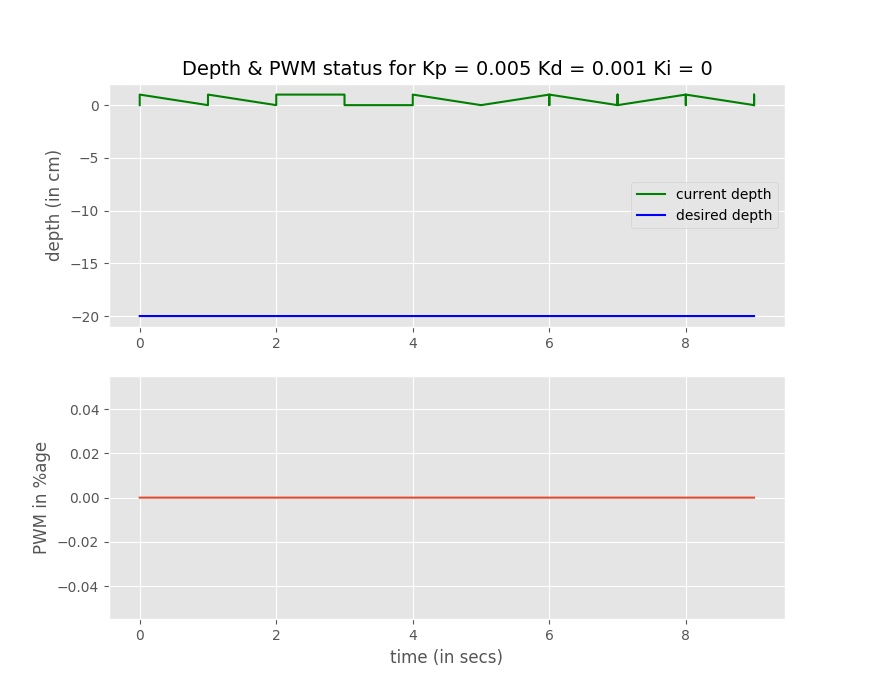 Depth & PWM status for Kp = 0.005 Kd = 0.001 Ki = 0
0
−5
−10
−15
−20
depth (in cm)
current depth
desired depth
0 2 4 6 8
0.04
0.02
0.00
−0.02
−0.04
PWM in %age
0 2 4 6 8
time (in secs)